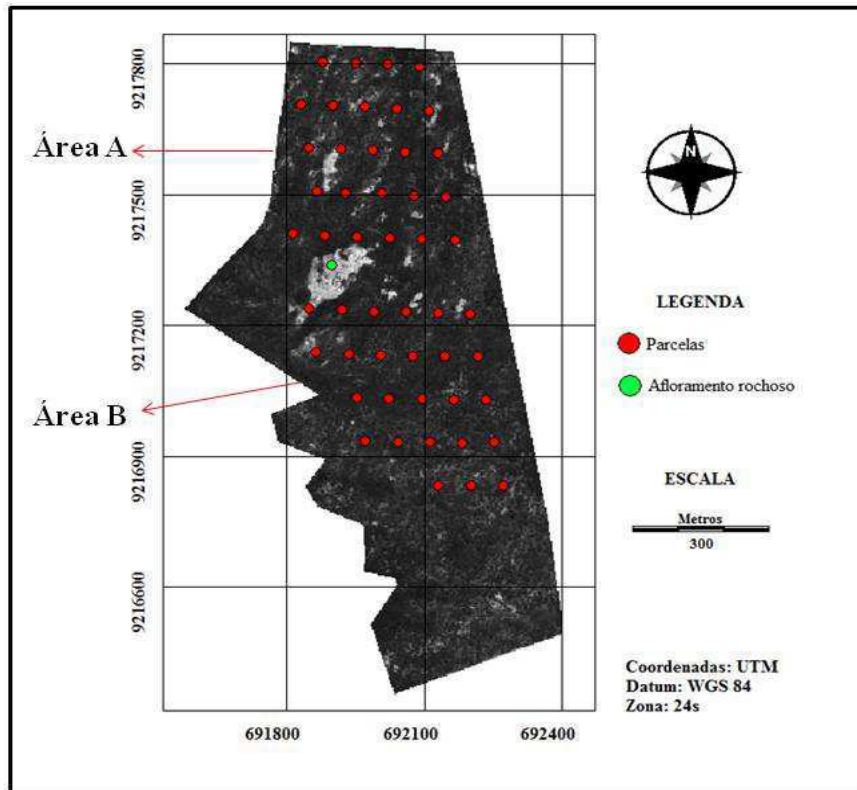 9217800
9217500
9217200
9216900
9216600
Área A
Área B
691800
692100
692400
N
LEGENDA
Parcelas
Afloramento rochoso
ESCALA
Metros
300
Coordenadas: UTM
Datum: WGS 84
Zona: 24s